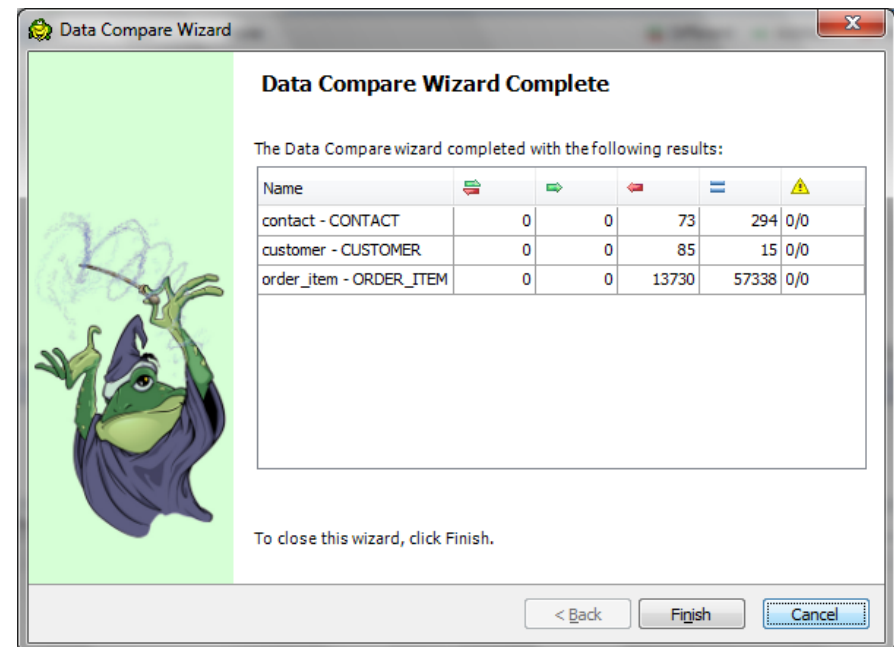 Data Compare Wizard
Data Compare Wizard Complete
The Data Compare wizard completed with the following results:
Name
contact - CONTACT 0 0 73 294 0/0
customer - CUSTOMER 0 0 85 15 0/0
order_item - ORDER_ITEM 0 0 13730 57338 0/0
To close this wizard, click Finish.
< Back Finish Cancel